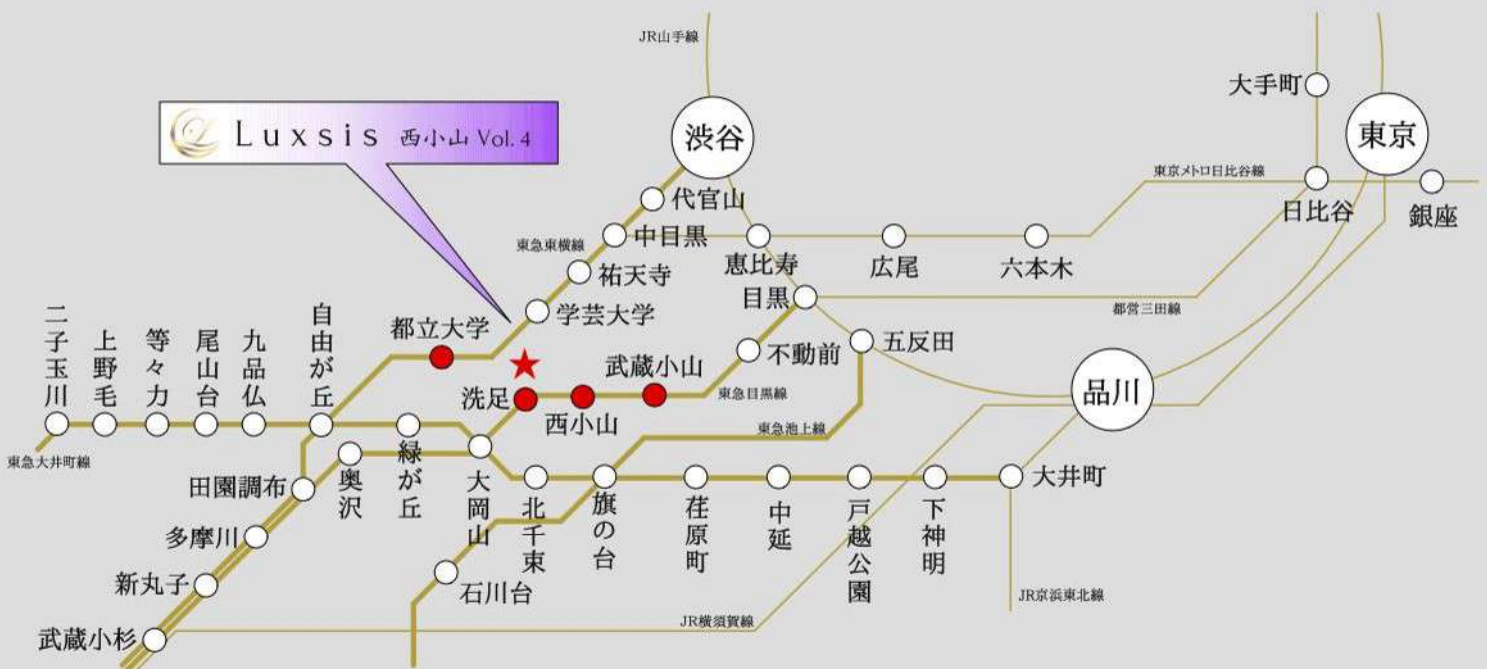 JR山手線
大手町
東京
Luxsis 西小山 Vol. 4
渋谷
代官山
東京メトロ日比谷線
日比谷
銀座
東急東横線
中目黒
恵比寿
広尾
六本木
祐天寺
目黒
都営三田線
学芸大学
都立大学
五反田
不動前
武蔵小山
品川
洗足
西小山
東急目黒線
東急池上線
二子玉川
上野毛
等々力
尾山台
九品仏
自由が丘
東急大井町線
田園調布
奥沢
緑が丘
大岡山
北千束
旗の台
荏原町
中延
戸越公園
下神明
大井町
多摩川
新丸子
石川台
武蔵小杉
JR横須賀線
JR京浜東北線